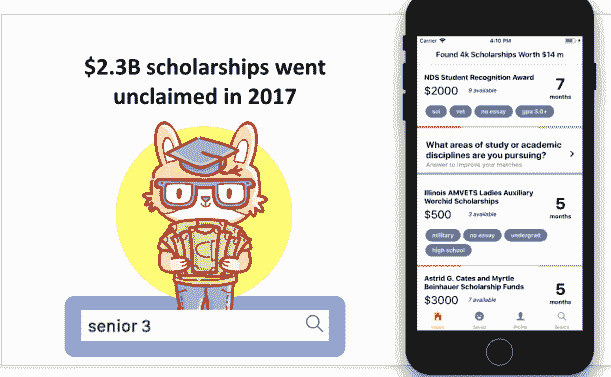 $2.3B scholarships went
unclaimed in 2017
senior 3
Carrier
4:10 PM
Found 4k Scholarships Worth $14 m
NDS Student Recognition Award
$2000
9 available
7
months
vet
no essay
gpa 3.0+
What areas of study or academic
disciplines are you pursuing?
Answer to improve your matches
Illinois AMVETS Ladies Auxiliary
Worchid Scholarships
$500
3 available
5
months
military
no essay
undergrad
high school
Astrid G. Cates and Myrtle
Beinhauer Scholarship Funds
$3000
7 available
5
months
Saved
Profile
Search